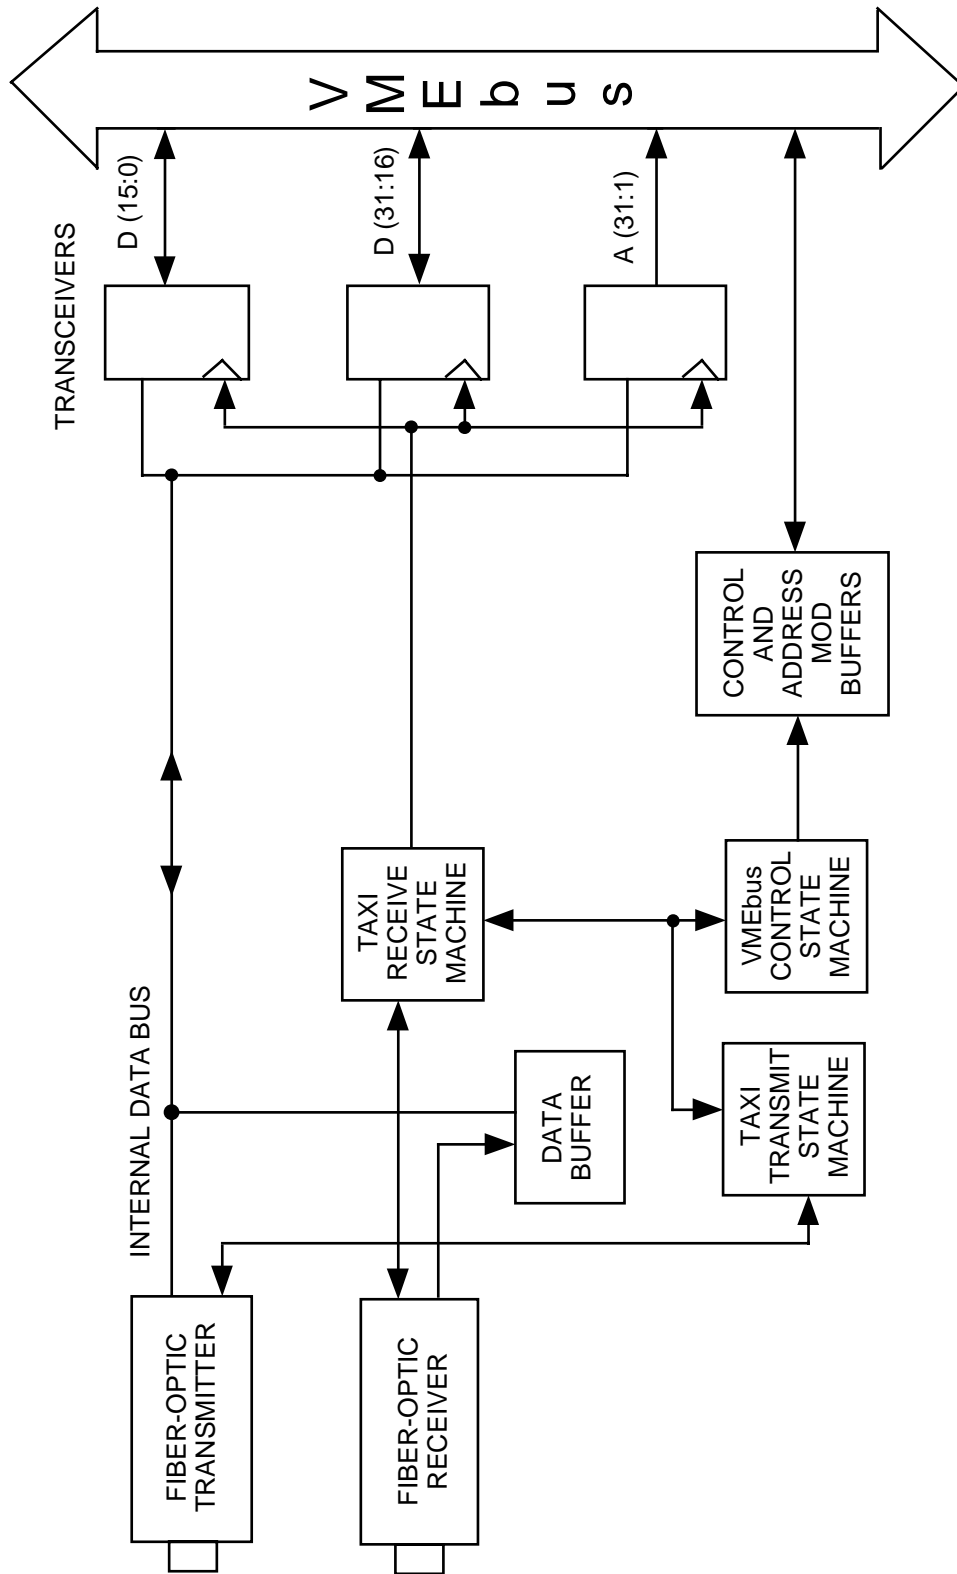 VMEbus
TRANSCEIVERS
D (15:0)
D (31:16)
A (31:1)
CONTROL
AND
ADDRESS
MOD
BUFFERS
INTERNAL DATA BUS
TAXI
RECEIVE
STATE
MACHINE
VMEbus
CONTROL
STATE
MACHINE
DATA
BUFFER
TAXI
TRANSMIT
STATE
MACHINE
FIBER-OPTIC
TRANSMITTER
FIBER-OPTIC
RECEIVER